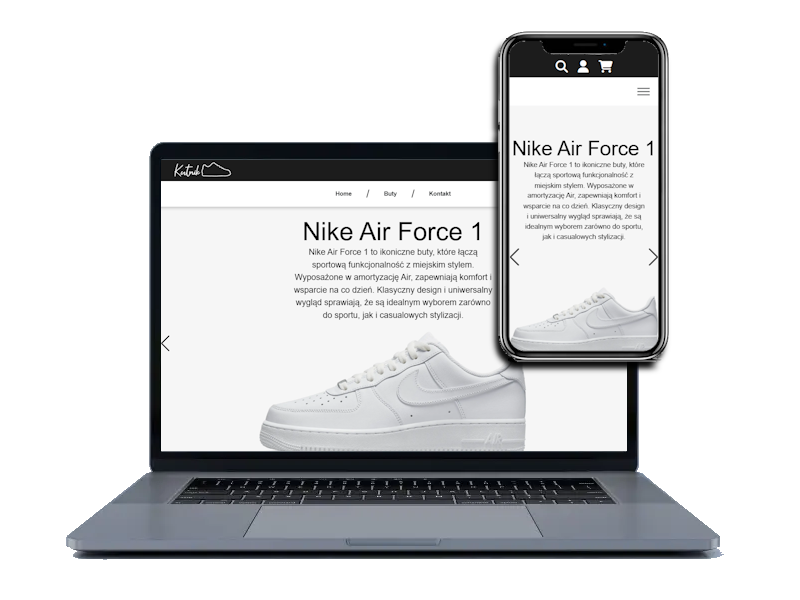 Kutnik
Home / Buty / Kontakt
Nike Air Force 1
Nike Air Force 1 to ikoniczne buty, które łączą
sportową funkcjonalność z miejskim stylem.
Wyposażone w amortyzację Air, zapewniają komfort i
wsparcie na co dzień. Klasyczny design i uniwersalny
wygląd sprawiają, że są idealnym wyborem zarówno
do sportu, jak i casualowych stylizacji.
AIR
Nike Air Force 1
Nike Air Force 1 to ikoniczne buty, które
łączą sportową funkcjonalność z
miejskim stylem. Wyposażone w
amortyzację Air, zapewniają komfort i
wsparcie na co dzień. Klasyczny design
i uniwersalny wygląd sprawiają, że są
idealnym wyborem zarówno do sportu,
jak i casualowych stylizacji.